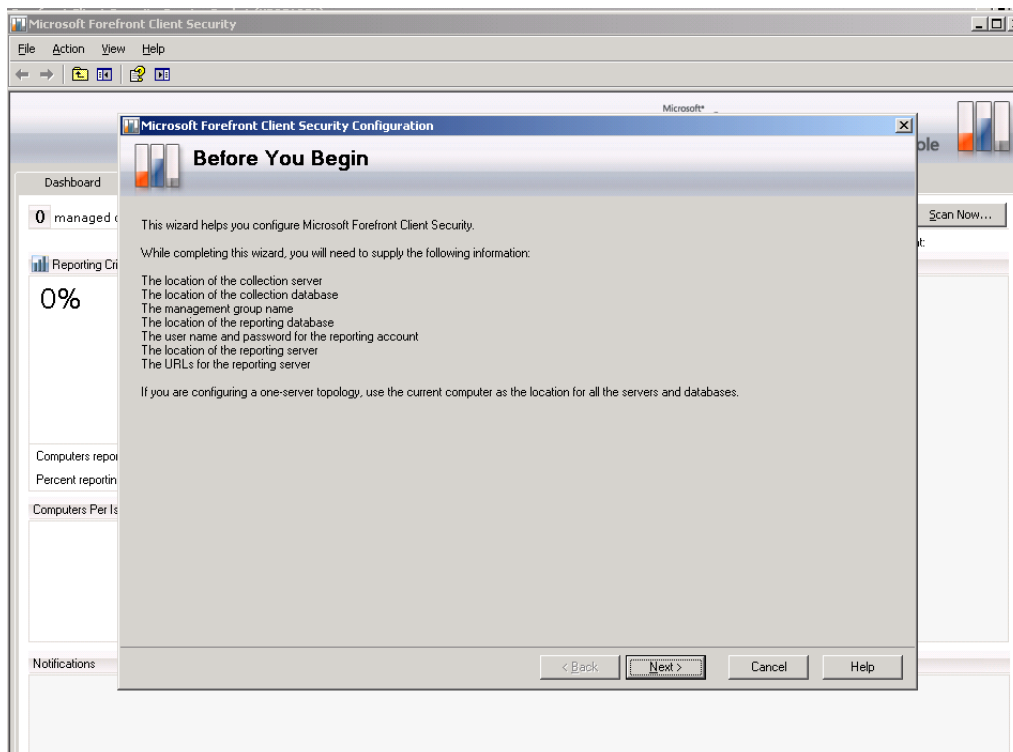 Microsoft Forefront Client Security
File Action View Help
Microsoft®
Microsoft Forefront Client Security Configuration
Before You Begin
ole
Dashboard
0 managed c
Scan Now...
Reporting Cri
0%
This wizard helps you configure Microsoft Forefront Client Security.
While completing this wizard, you will need to supply the following information:
The location of the collection server
The location of the collection database
The management group name
The location of the reporting database
The user name and password for the reporting account
The location of the reporting server
The URLs for the reporting server
If you are configuring a one-server topology, use the current computer as the location for all the servers and databases.
Computers repor
Percent reportin
Computers Per Is
Notifications
< Back Next > Cancel Help